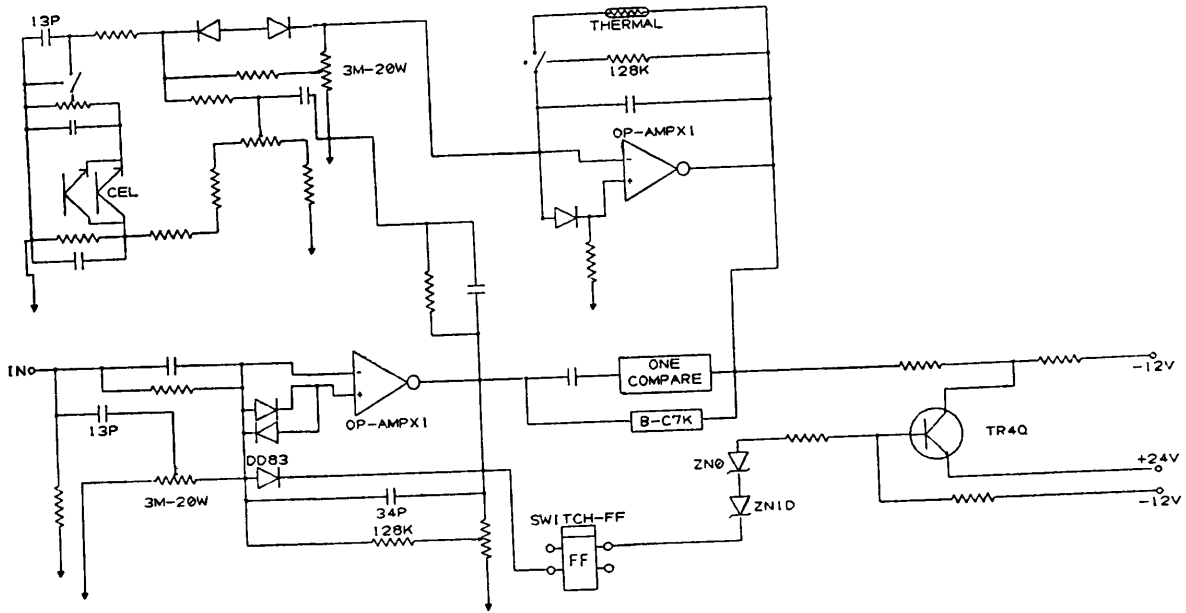 13P
THERMAL
3M-20W
128K
OP-AMPX1
CEL
IN
ONE
COMPARE
-12V
B-C7K
OP-AMPX1
TR4Q
13P
DD83
ZN0
+24V
3M-20W
ZN1D
-12V
34P
SWITCH-FF
128K
FF